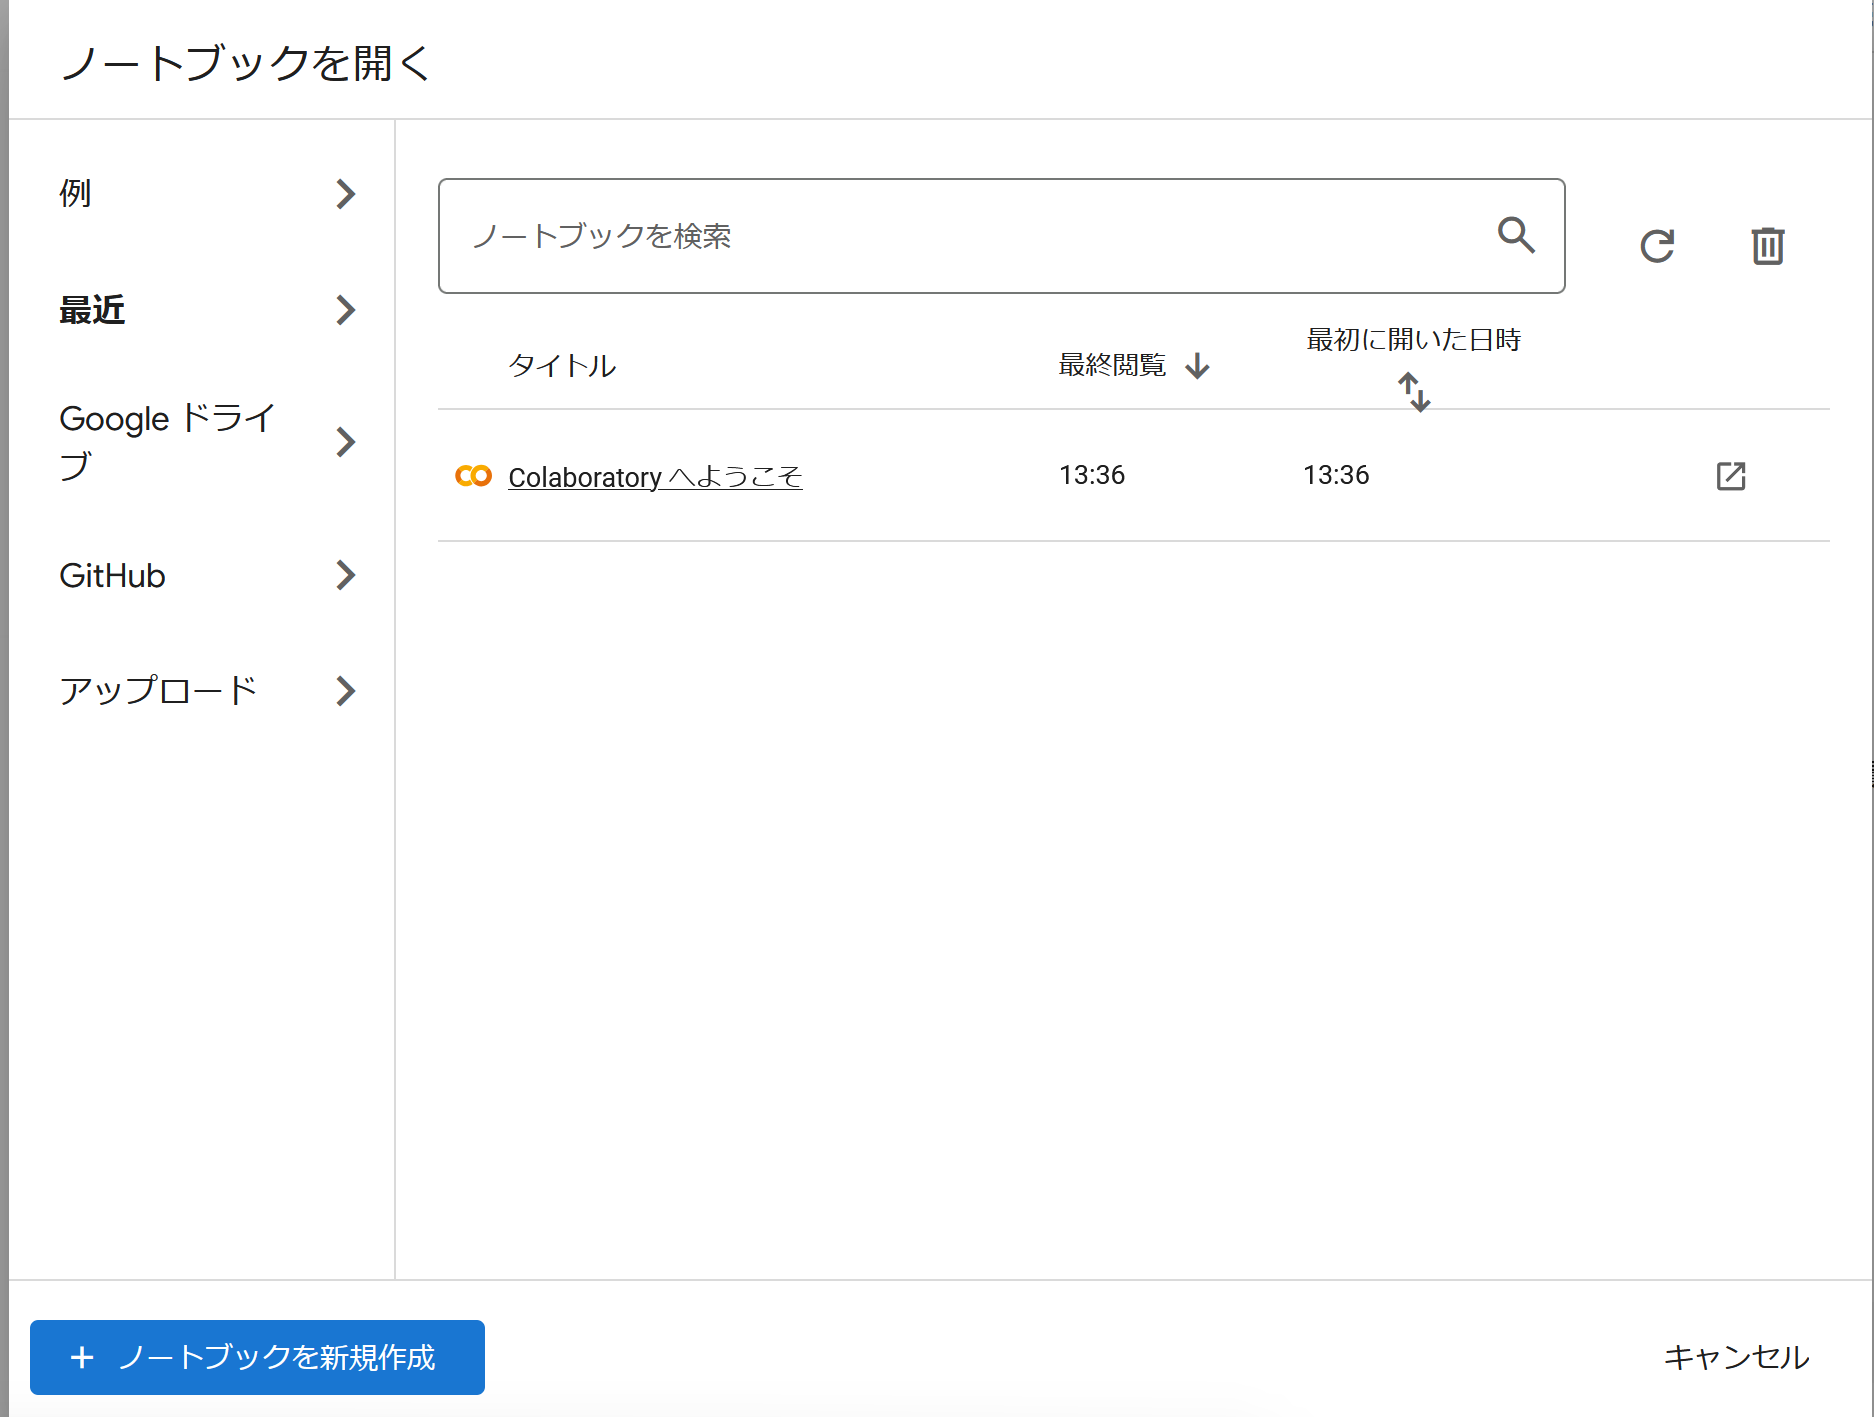 ノートブックを開く
例
最近
Google ドライ
ブ
GitHub
アップロード
ノートブックを検索
タイトル
最終閲覧
最初に開いた日時
Colaboratory へようこそ
13:36
13:36
+ ノートブックを新規作成
キャンセル